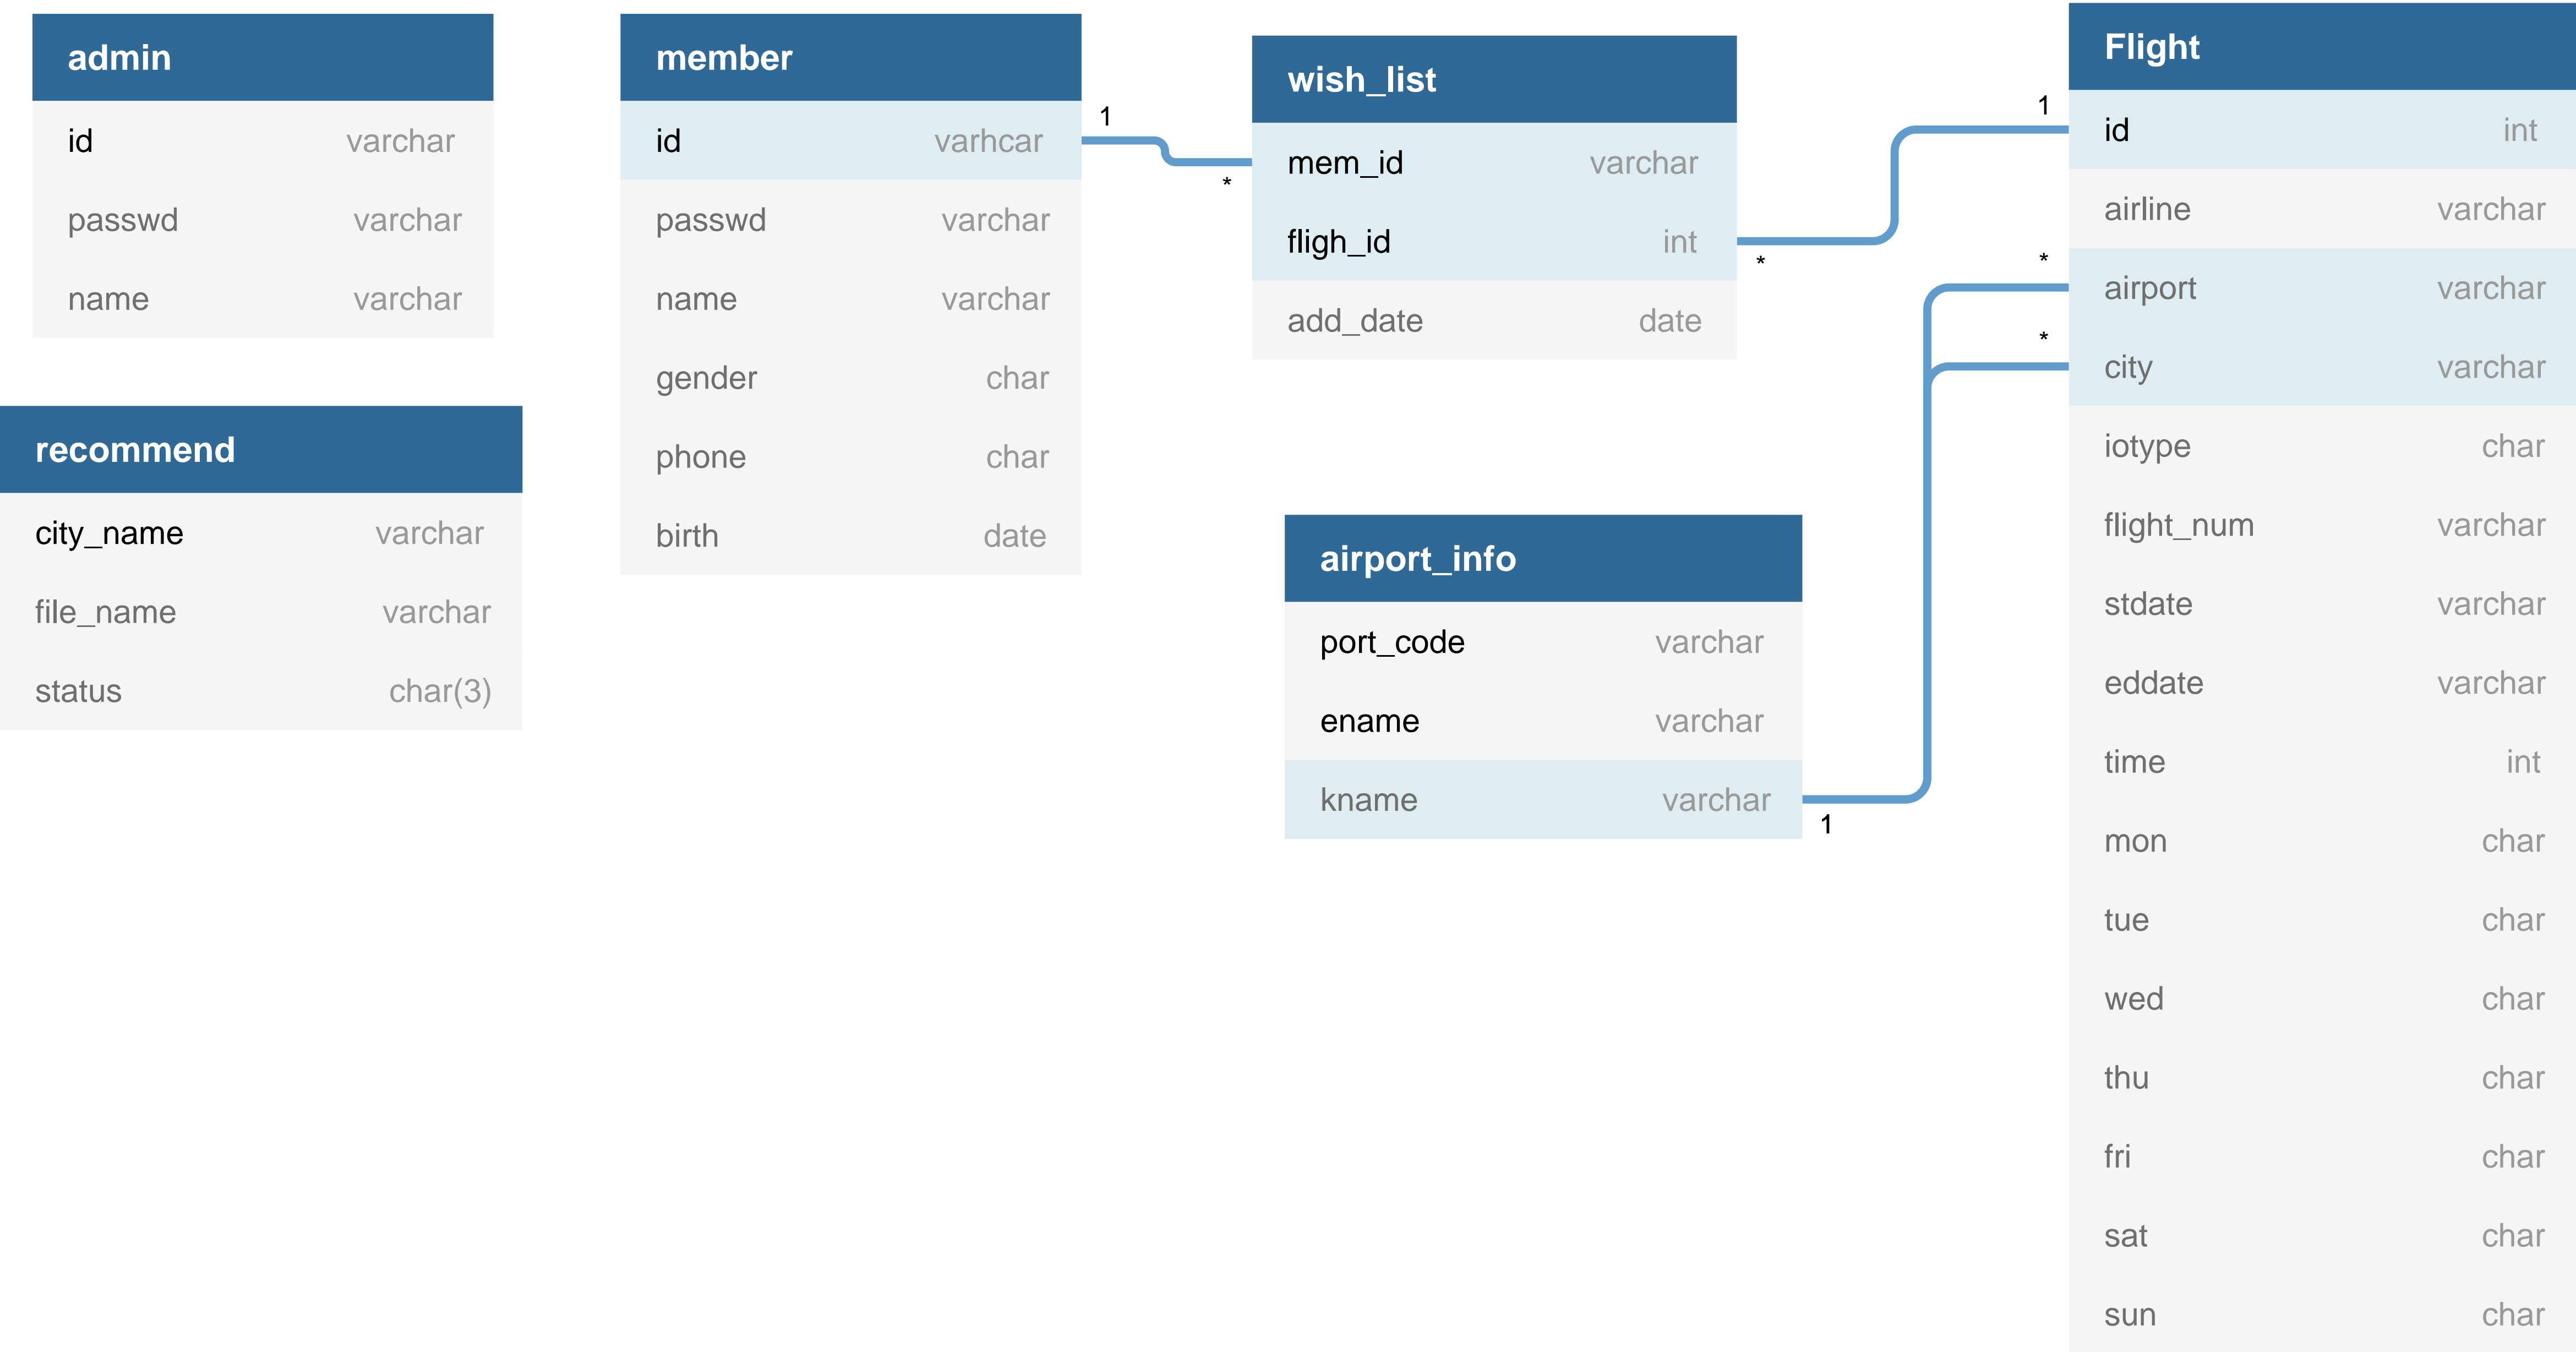 admin
id varchar
passwd varchar
name varchar
recommend
city_name varchar
file_name varchar
status char(3)
member
id varhcar
passwd varchar
name varchar
gender char
phone char
birth date
1
*
wish_list
mem_id varchar
fligh_id int
add_date date
*
1
airport_info
port_code varchar
ename varchar
kname varchar
1
*
*
Flight
id int
airline varchar
airport varchar
city varchar
iotype char
flight_num varchar
stdate varchar
eddate varchar
time int
mon char
tue char
wed char
thu char
fri char
sat char
sun char